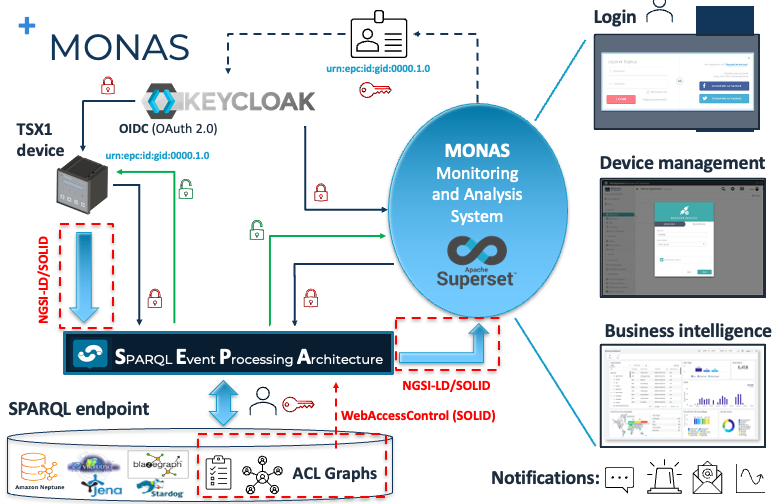 MONAS
Login
urn:epc:id:gid:0000.1.0
KEYCLOAK
OIDC (OAuth 2.0)
TSX1
device
urn:epc:id:gid:0000.1.0
MONAS
Monitoring
and Analysis
System
Apache
Superset
Device management
NGSI-LD/SOLID
SPARQL Event Processing Architecture
NGSI-LD/SOLID
Business intelligence
SPARQL endpoint
WebAccessControl (SOLID)
Amazon Neptune
VIRTUOSO
blazegraph
Jena
Stardog
ACL Graphs
Notifications: